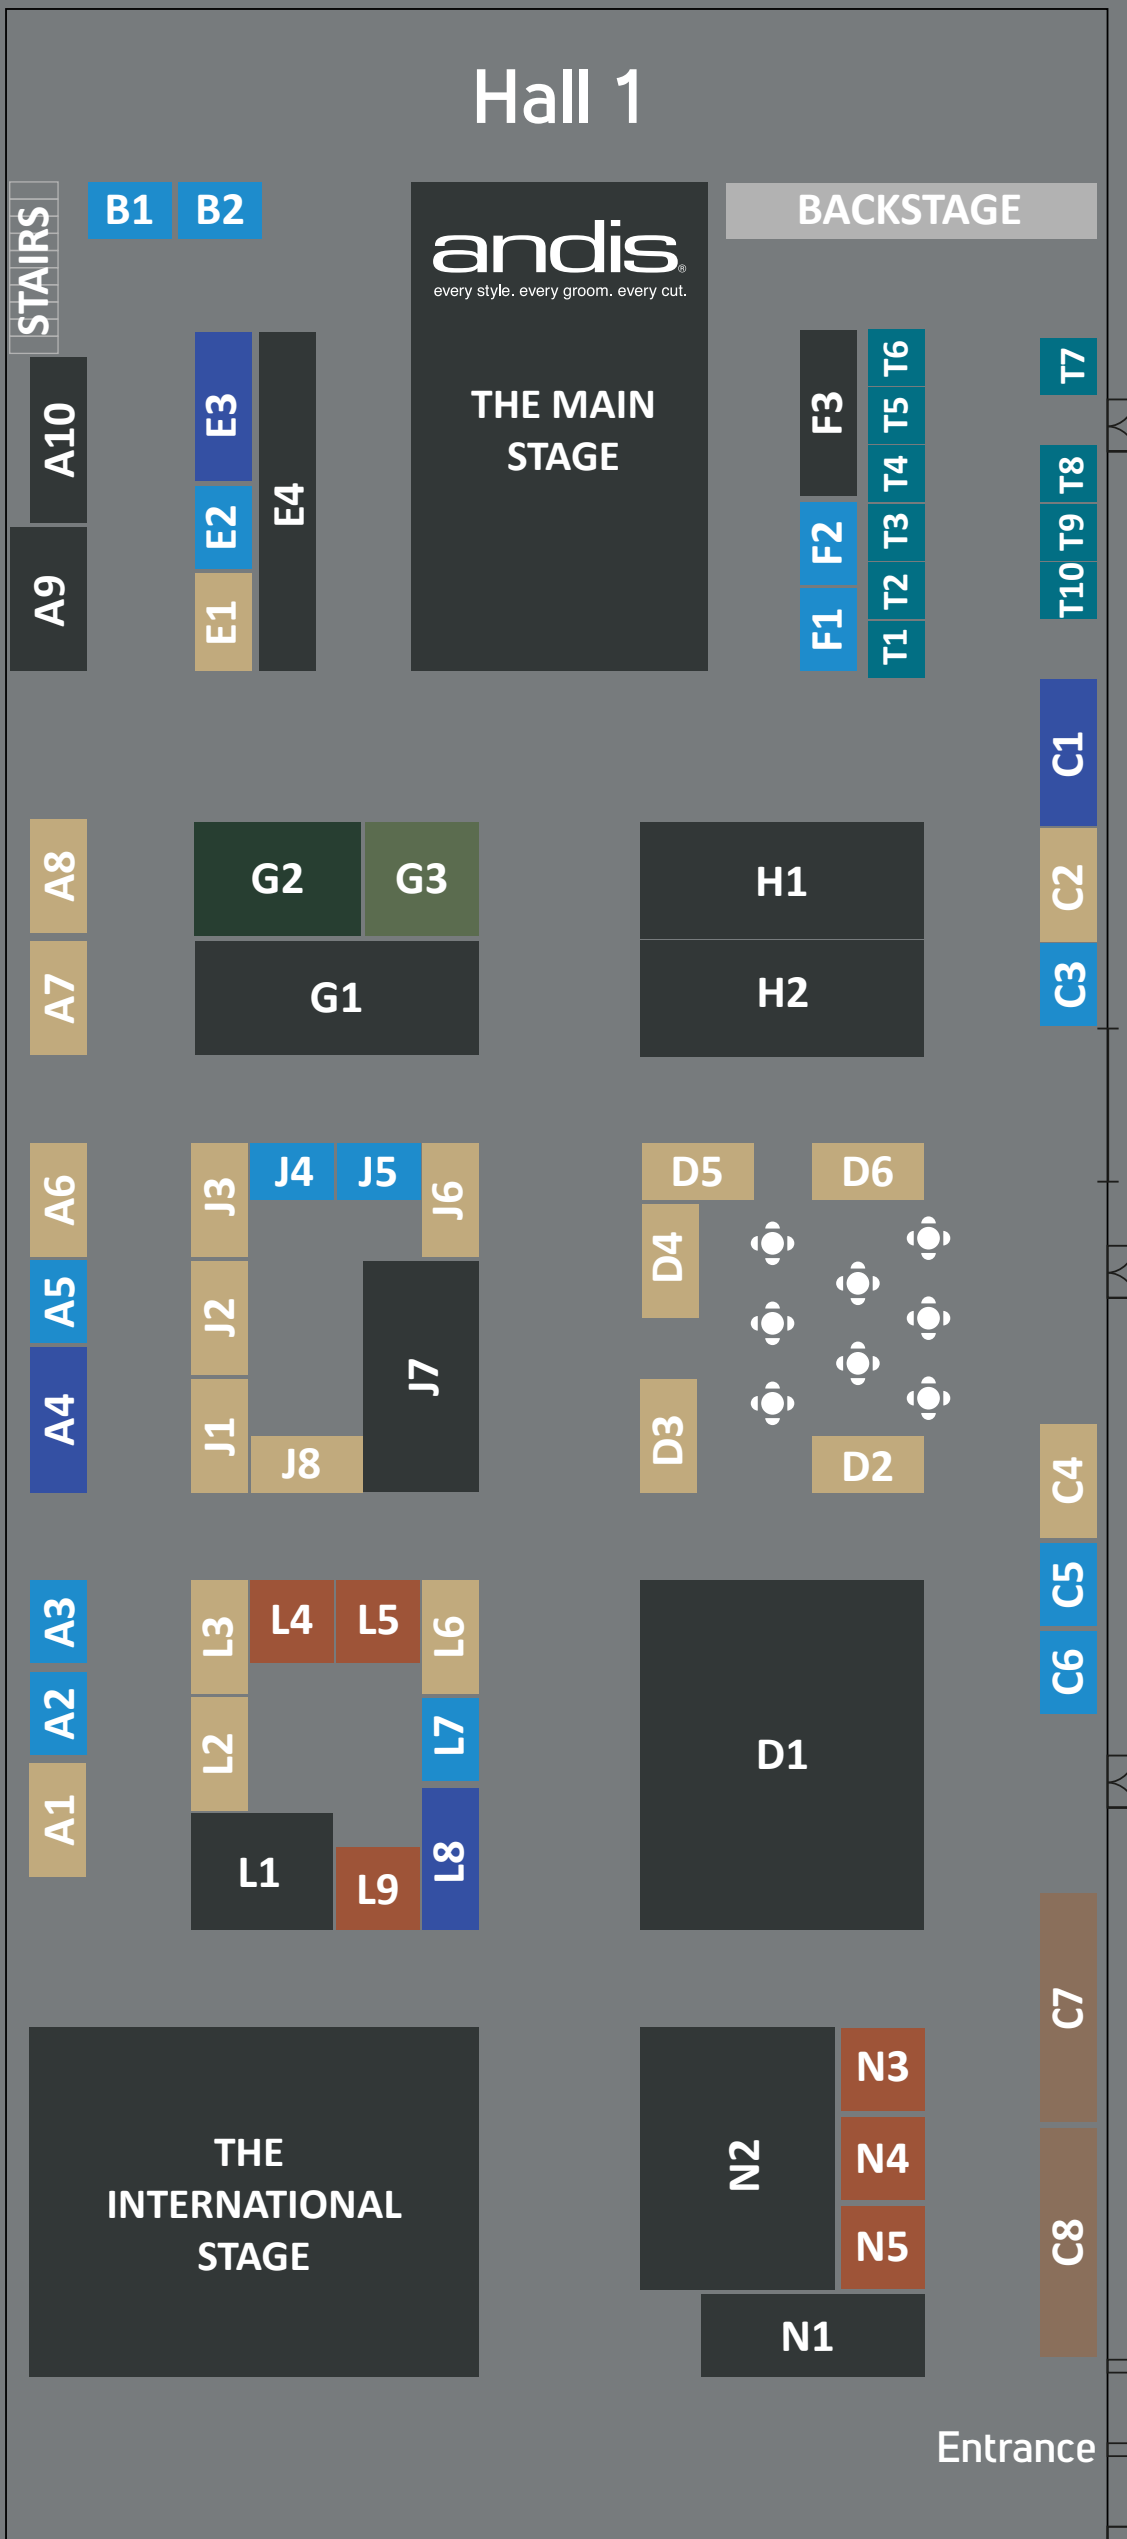 Hall 1
STAIRS
B1
B2
andis®
every style. every groom. every cut.
THE MAIN
STAGE
BACKSTAGE
A10
A9
E3
E2
E1
E4
F3
F2
F1
T6
T5
T4
T3
T2
T1
T7
T8
T9
T10
C1
C2
C3
A8
A7
G2
G3
G1
H1
H2
A6
A5
A4
J3
J4
J5
J6
J2
J1
J8
J7
D5
D6
D4
D3
D2
C4
C5
C6
A3
A2
A1
L3
L4
L5
L6
L2
L7
L1
L9
L8
D1
C7
C8
THE
INTERNATIONAL
STAGE
N2
N3
N4
N5
N1
Entrance